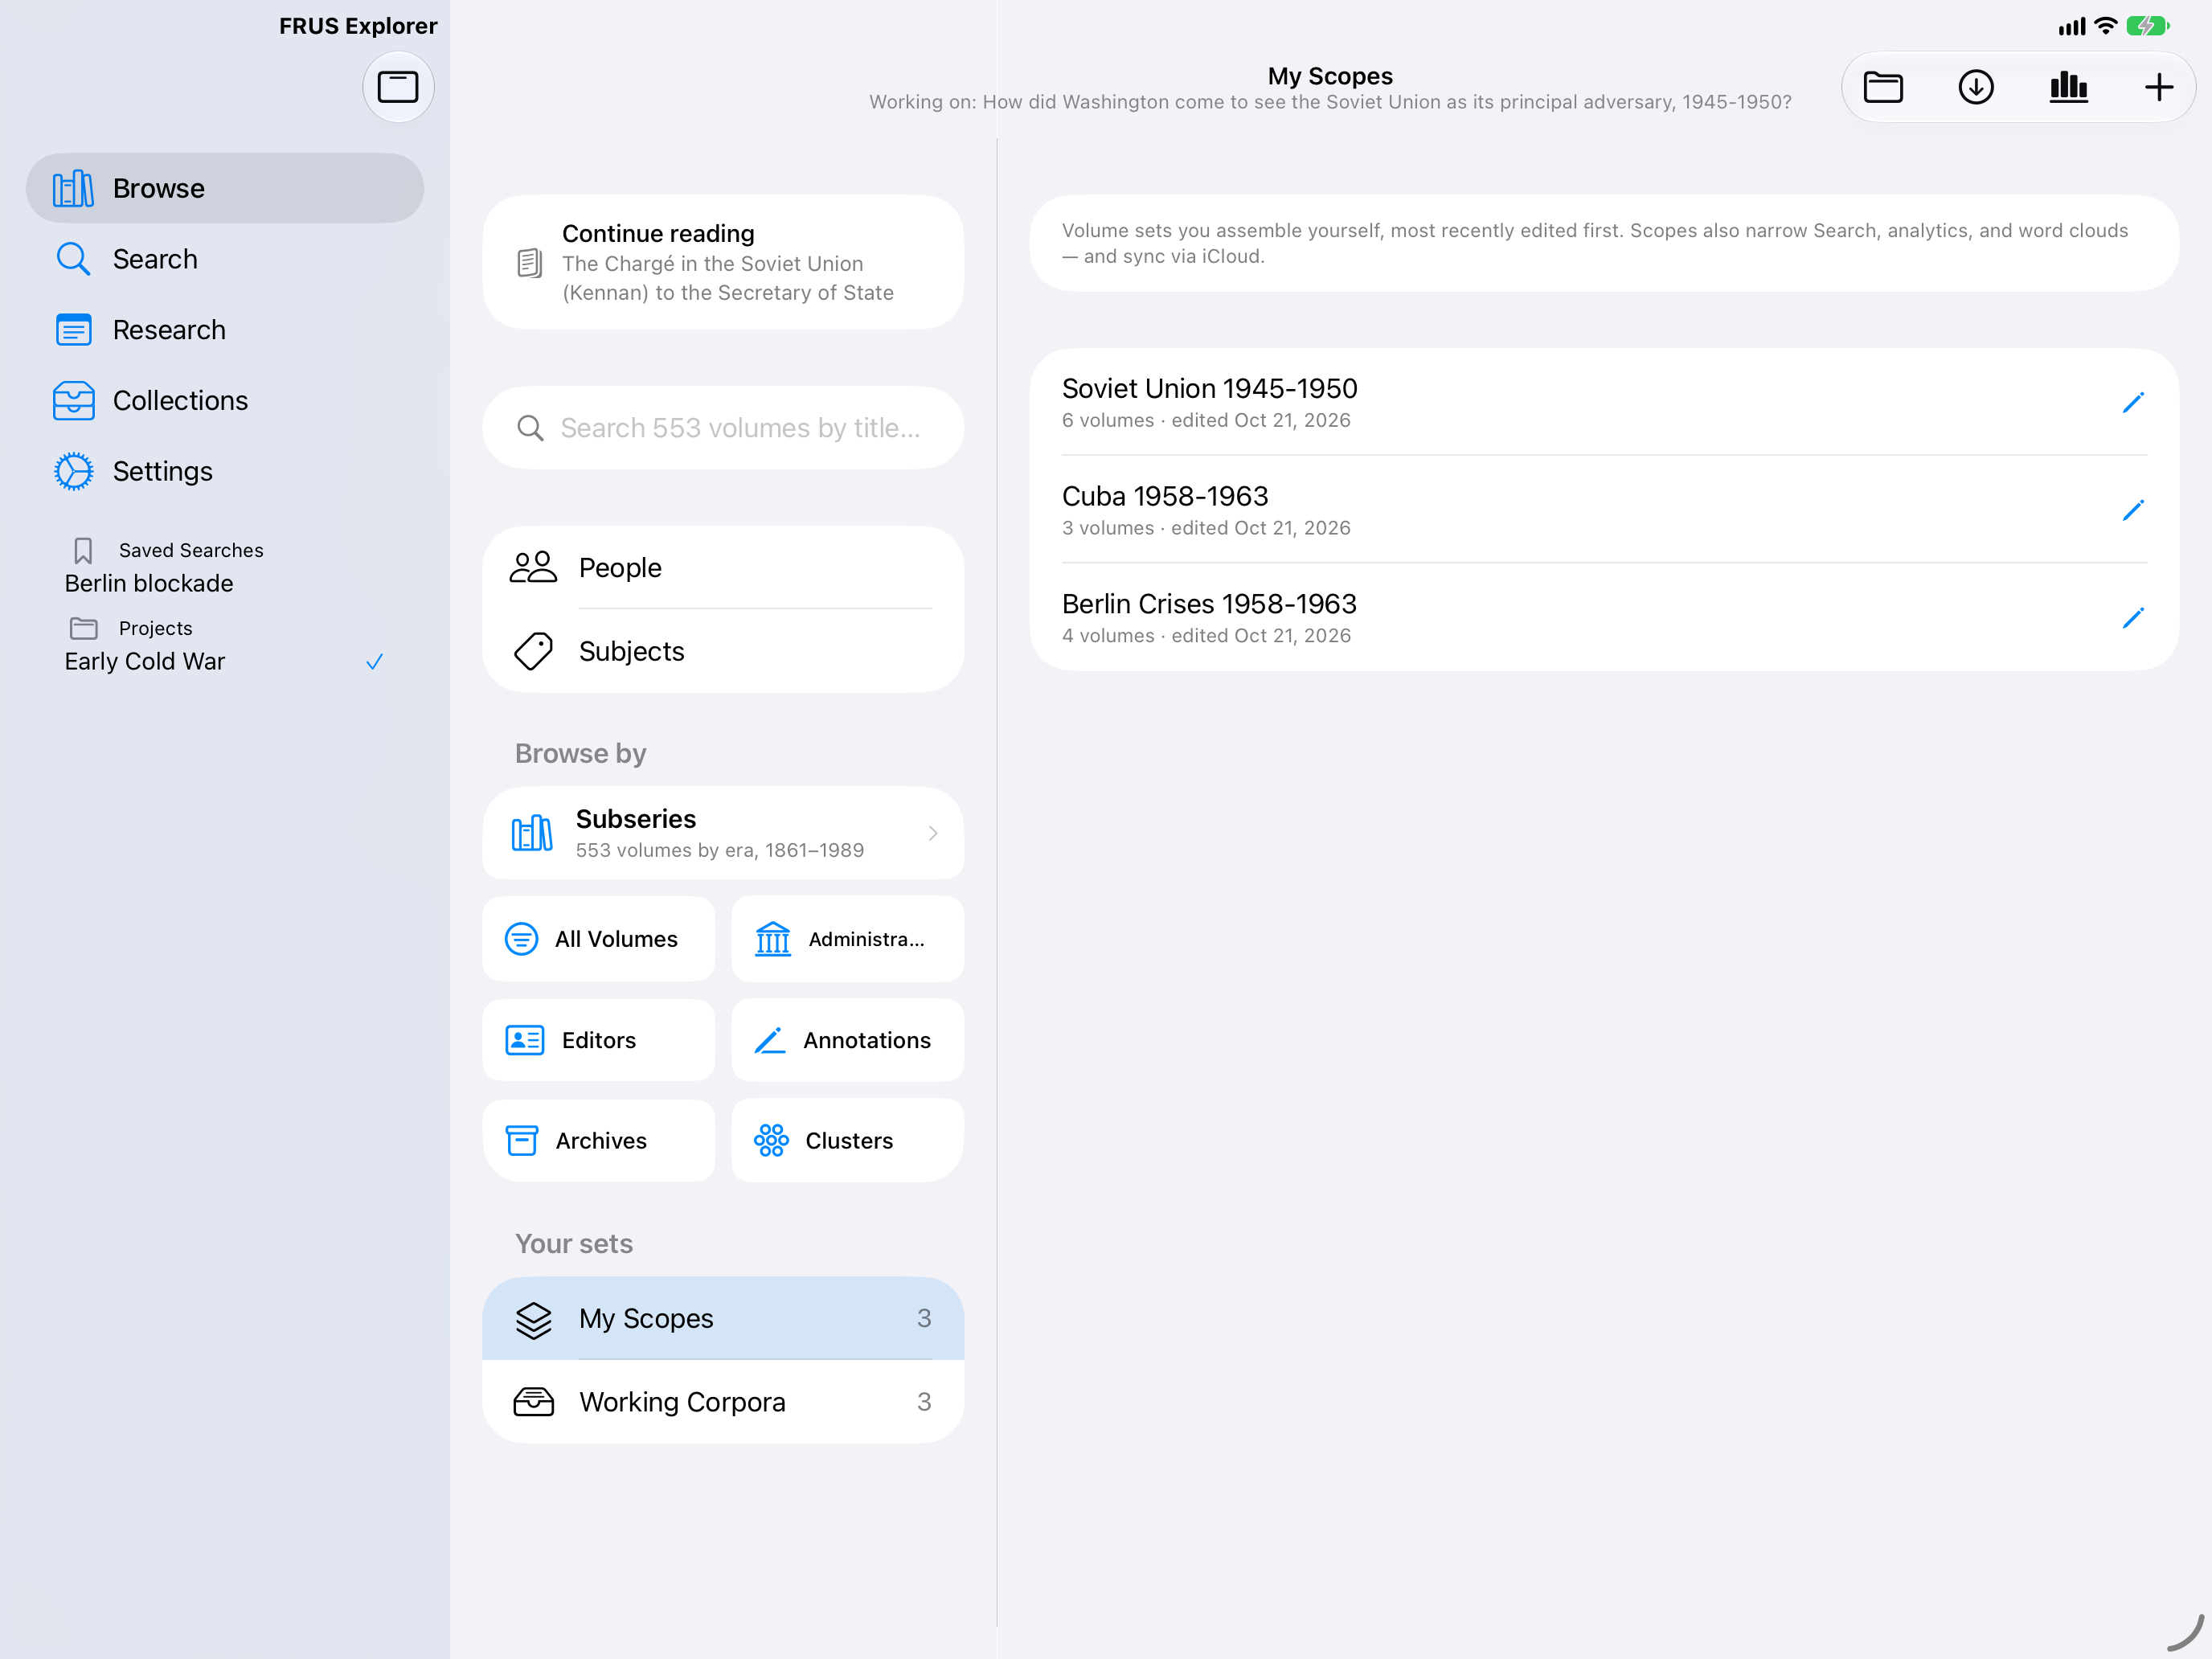 FRUS Explorer
Browse
Search
Research
Collections
Settings
Saved Searches
Berlin blockade
Projects
Early Cold War
My Scopes
Working on: How did Washington come to see the Soviet Union as its principal adversary, 1945-1950?
Continue reading
The Chargé in the Soviet Union
(Kennan) to the Secretary of State
Search 553 volumes by title...
People
Subjects
Browse by
Subseries
553 volumes by era, 1861–1989
All Volumes
Administra...
Editors
Annotations
Archives
Clusters
Your sets
My Scopes 3
Working Corpora 3
Volume sets you assemble yourself, most recently edited first. Scopes also narrow Search, analytics, and word clouds
— and sync via iCloud.
Soviet Union 1945-1950
6 volumes · edited Oct 21, 2026
Cuba 1958-1963
3 volumes · edited Oct 21, 2026
Berlin Crises 1958-1963
4 volumes · edited Oct 21, 2026